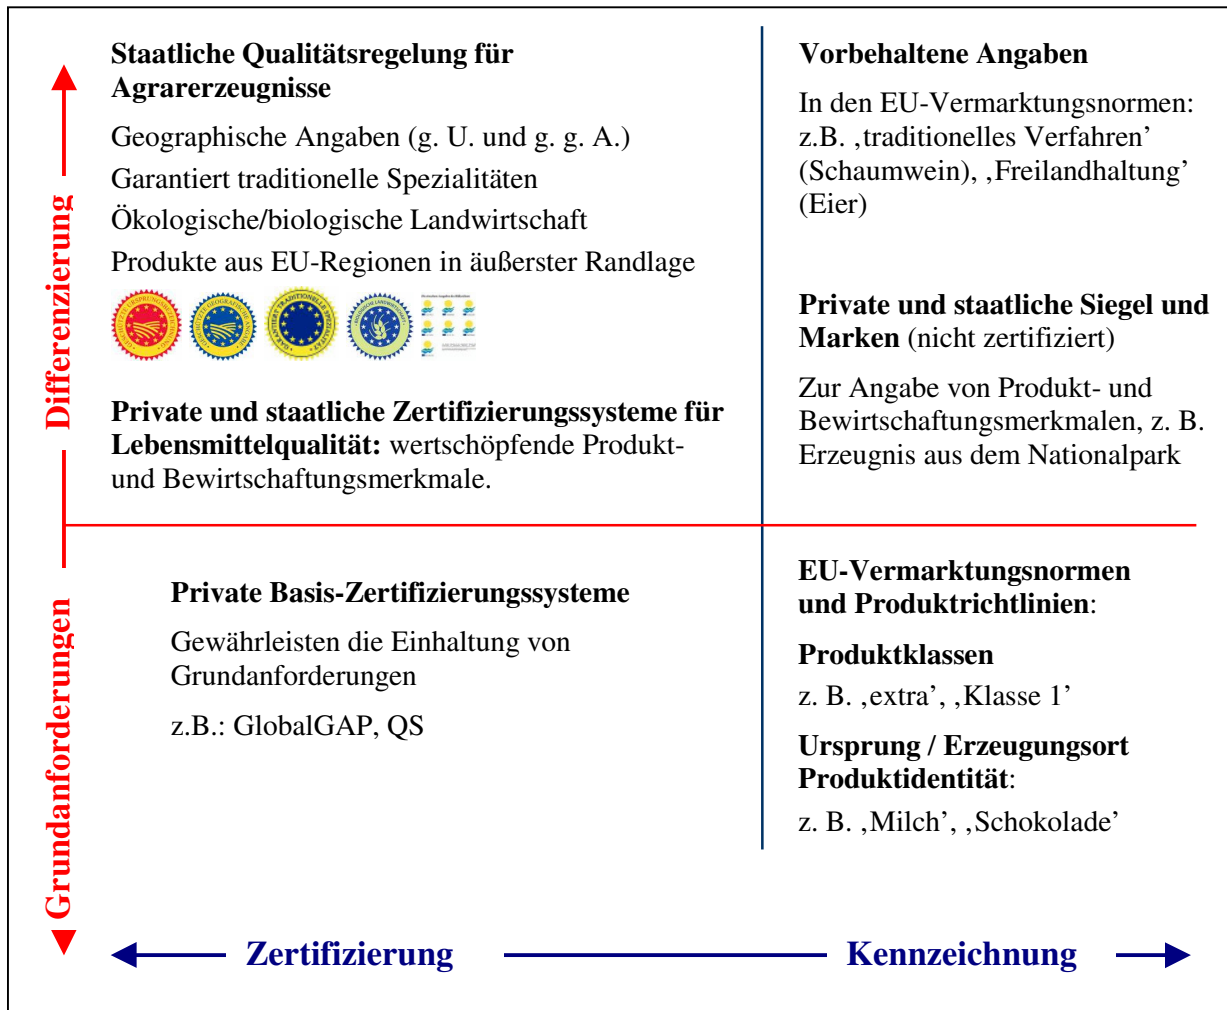 Staatliche Qualitätsregelung für
Agrarerzeugnisse
Geographische Angaben (g. U. und g. g. A.)
Garantiert traditionelle Spezialitäten
Ökologische/biologische Landwirtschaft
Produkte aus EU-Regionen in äußerster Randlage
Private und staatliche Zertifizierungssysteme für
Lebensmittelqualität: wertschöpfende Produkt-
und Bewirtschaftungsmerkmale.
Vorbehaltene Angaben
In den EU-Vermarktungsnormen:
z.B. ‚traditionelles Verfahren’
(Schaumwein), ‚Freilandhaltung’
(Eier)
Private und staatliche Siegel und
Marken (nicht zertifiziert)
Zur Angabe von Produkt- und
Bewirtschaftungsmerkmalen, z. B.
Erzeugnis aus dem Nationalpark
Differenzierung
Grundanforderungen
Private Basis-Zertifizierungssysteme
Gewährleisten die Einhaltung von
Grundanforderungen
z.B.: GlobalGAP, QS
EU-Vermarktungsnormen
und Produktrichtlinien:
Produktklassen
z. B. ‚extra’, ‚Klasse 1’
Ursprung / Erzeugungsort
Produktidentität:
z. B. ‚Milch’, ‚Schokolade’
Zertifizierung
Kennzeichnung